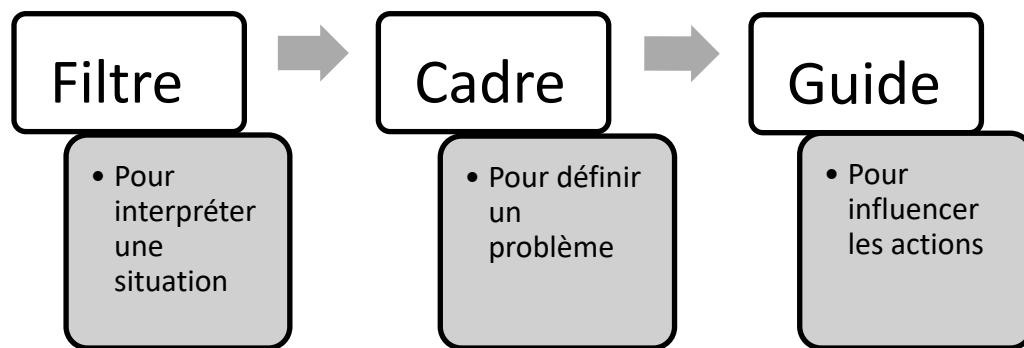 Filtre
• Pour
interpréter
une
situation
Cadre
• Pour définir
un
problème
Guide
• Pour
influencer
les actions